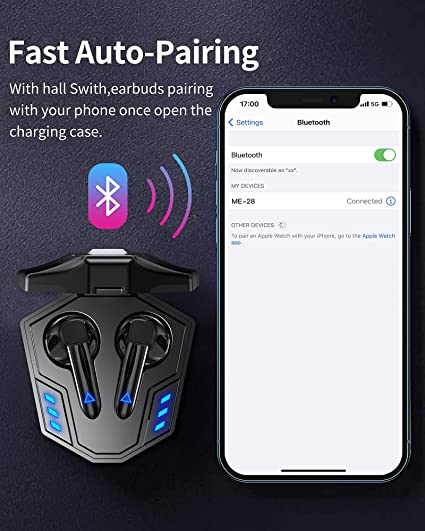 Fast Auto-Pairing
With hall Swith,earbuds pairing
with your phone once open the
charging case.
17:00
5G
Settings
Bluetooth
Bluetooth
Now discoverable as "xx".
MY DEVICES
ME-28
Connected
OTHER DEVICES
To pair an Apple Watch with your iPhone, go to the Apple Watch
app.